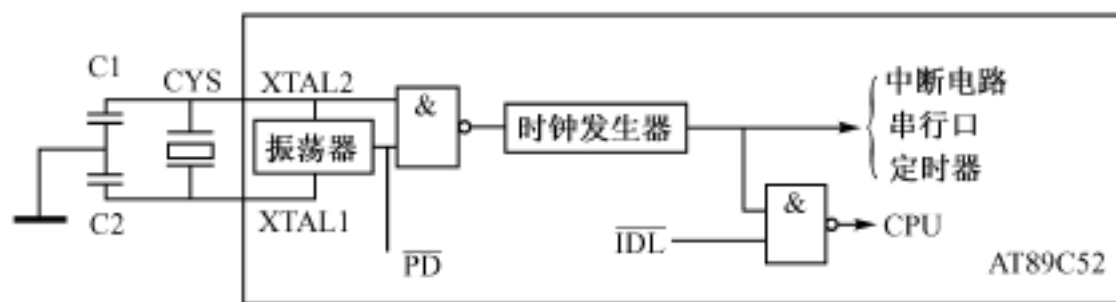 C1
CYS
XTAL2
&
中断电路
时钟发生器
串行口
振荡器
定时器
C2
XTAL1
&
PD
IDL
CPU
AT89C52